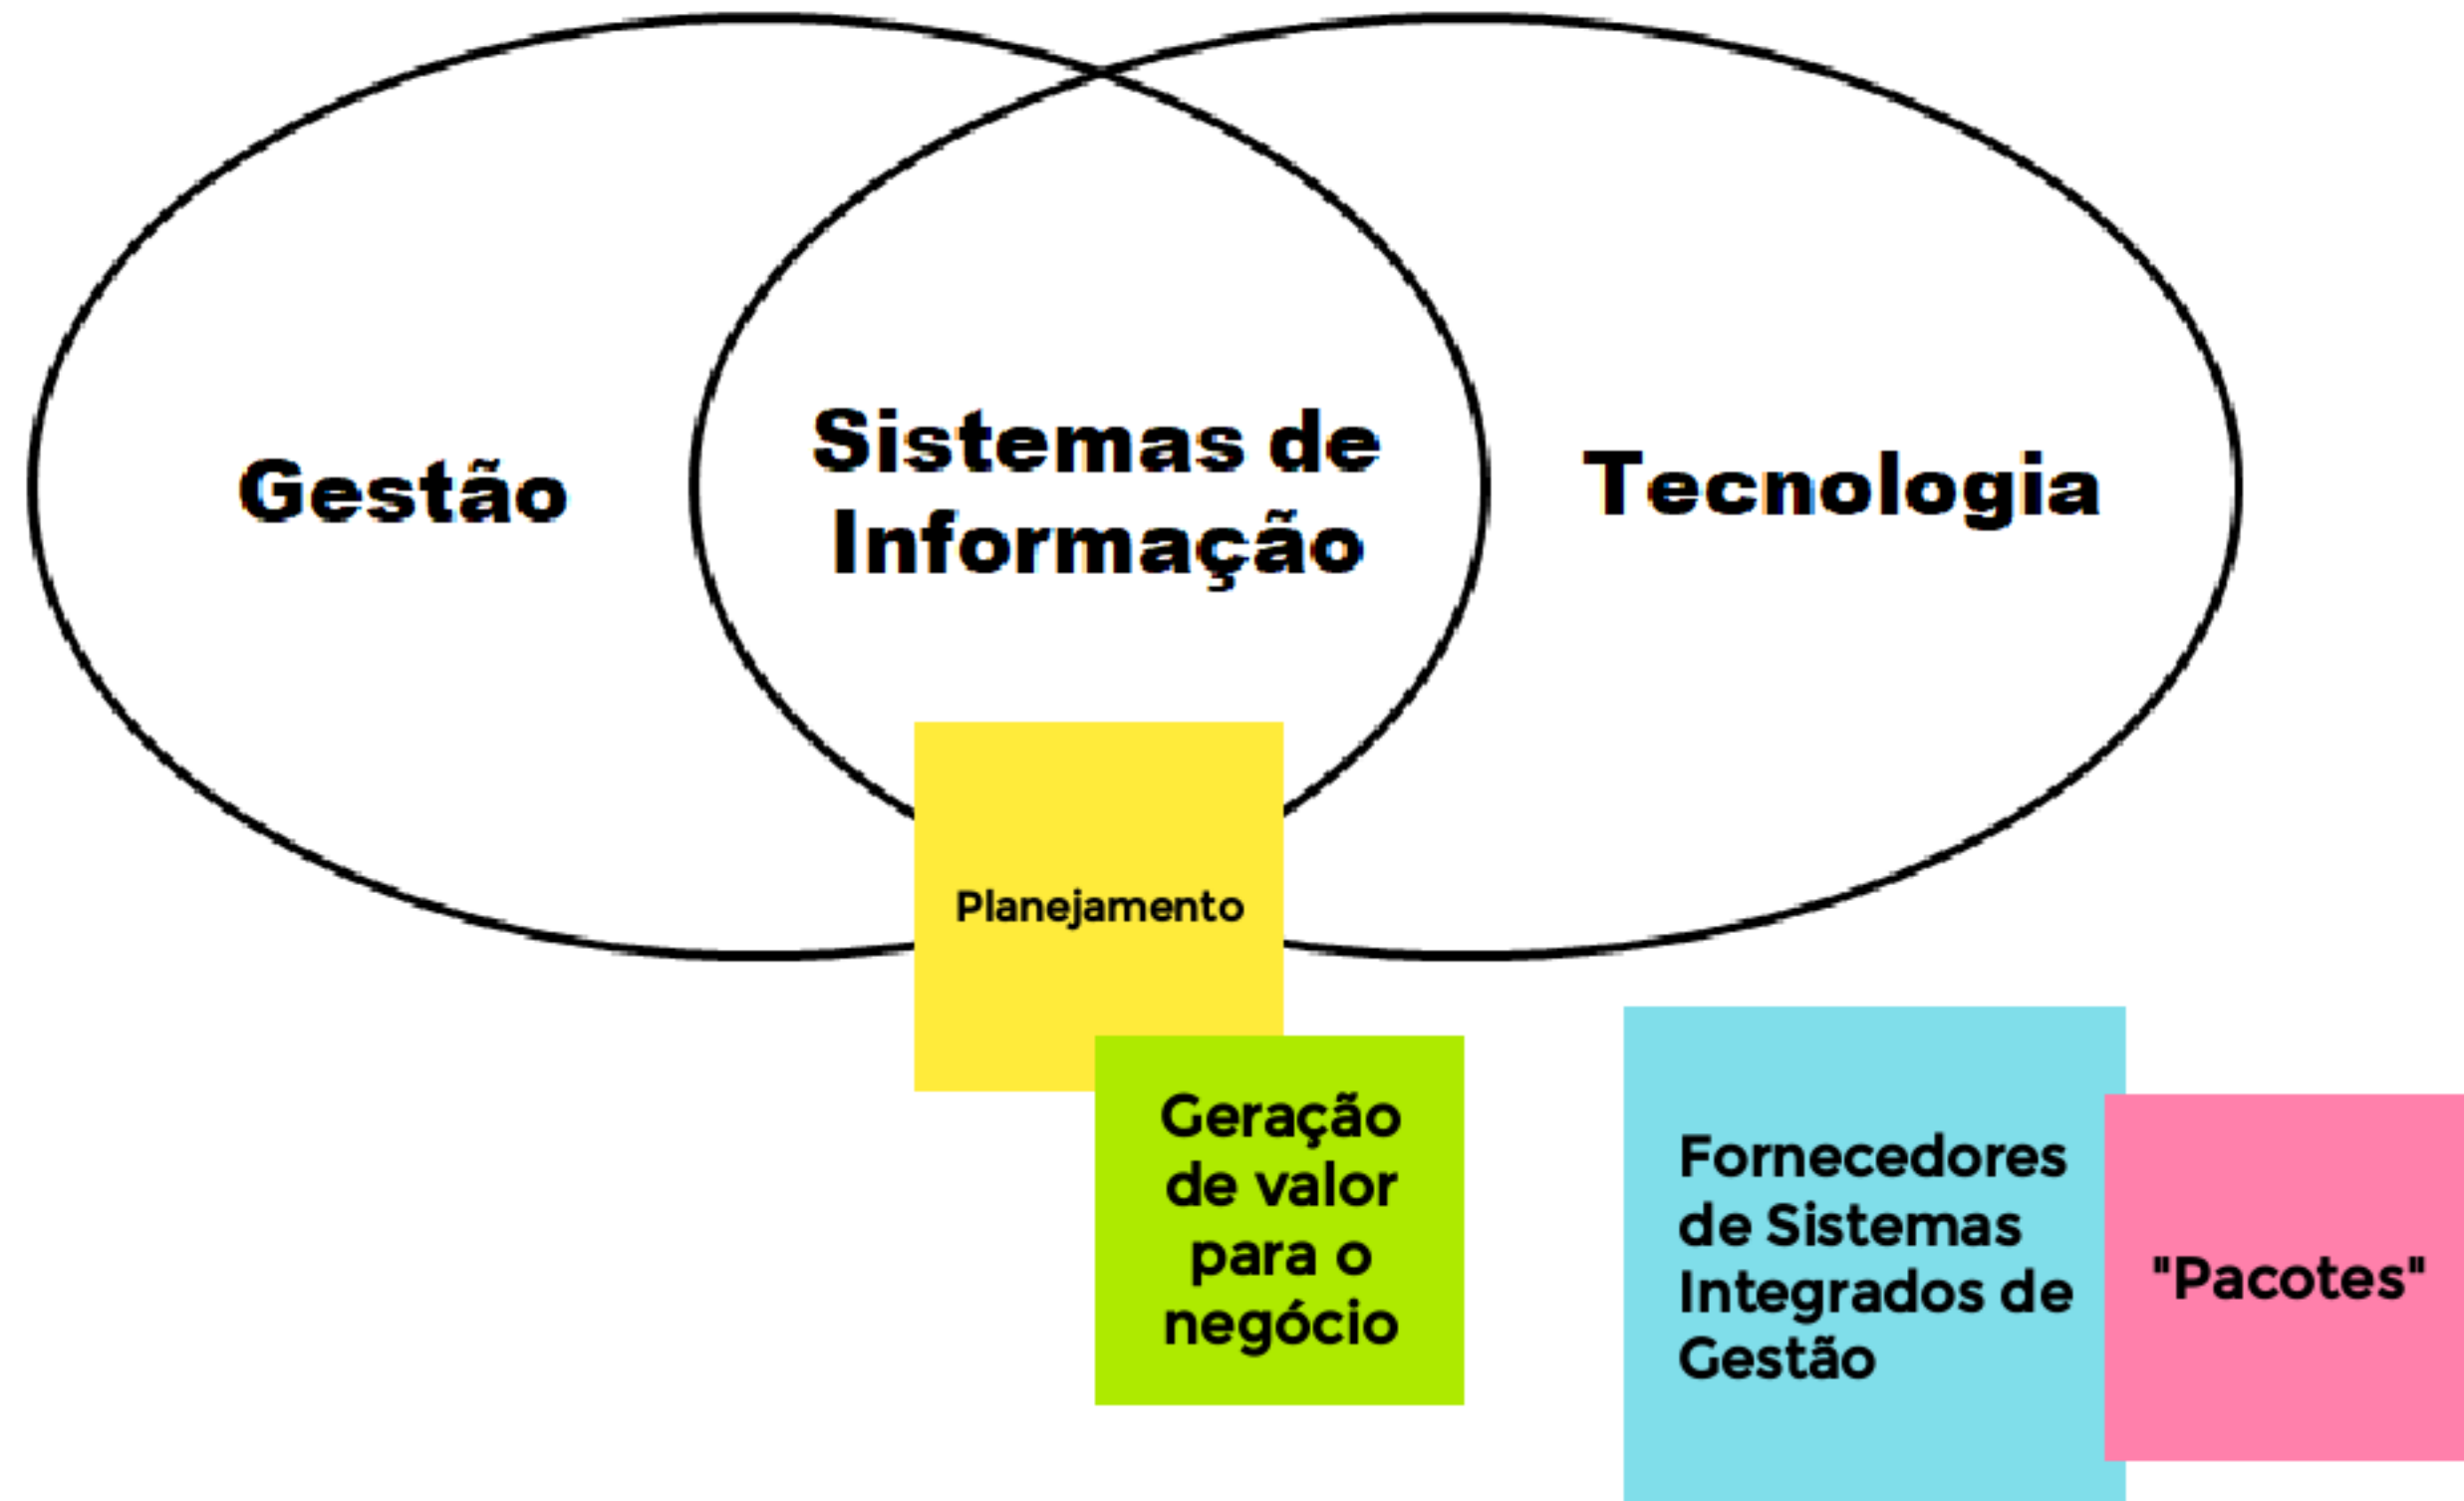 Gestão
Sistemas de
Informação
Tecnologia
Planejamento
Geração
de valor
para o
negócio
Fornecedores
de Sistemas
Integrados de
Gestão
"Pacotes"